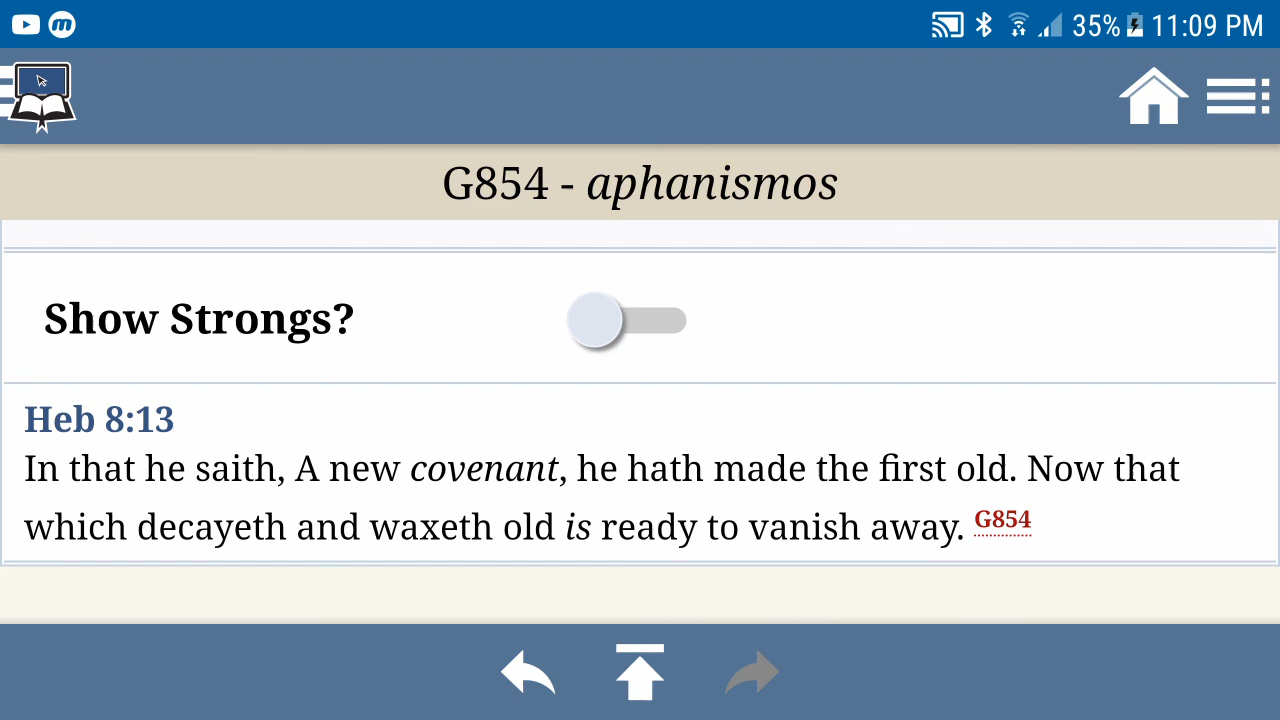 35% 11:09 PM
G854 - aphanismos
Show Strongs?
Heb 8:13
In that he saith, A new covenant, he hath made the first old. Now that
which decayeth and waxeth old is ready to vanish away. G854